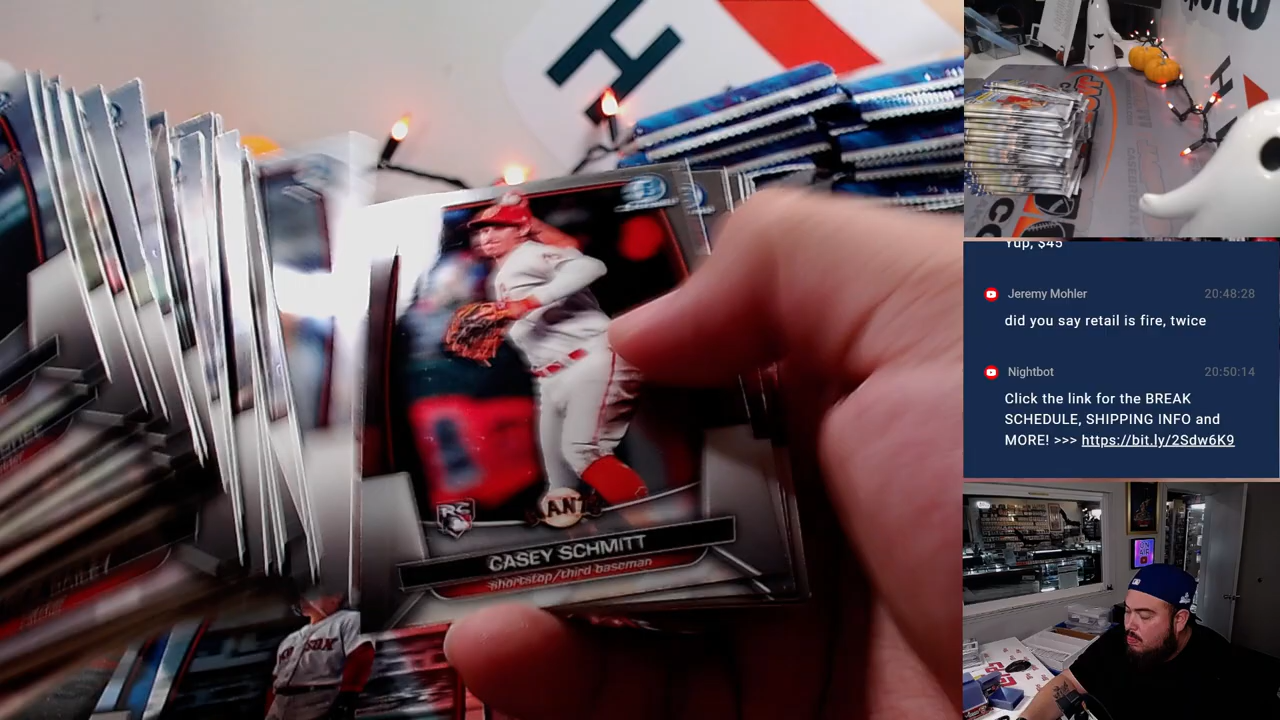 H
RC
GIANTS
CASEY SCHMITT
shortstop/third baseman
SOX
Yup, $45
Jeremy Mohler
20:48:28
did you say retail is fire, twice
Nightbot
20:50:14
Click the link for the BREAK
SCHEDULE, SHIPPING INFO and
MORE! >>> https://bit.ly/2Sdw6K9